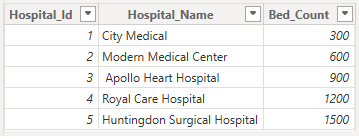 Hospital_Id Hospital_Name Bed_Count
1 City Medical 300
2 Modern Medical Center 600
3 Apollo Heart Hospital 900
4 Royal Care Hospital 1200
5 Huntingdon Surgical Hospital 1500